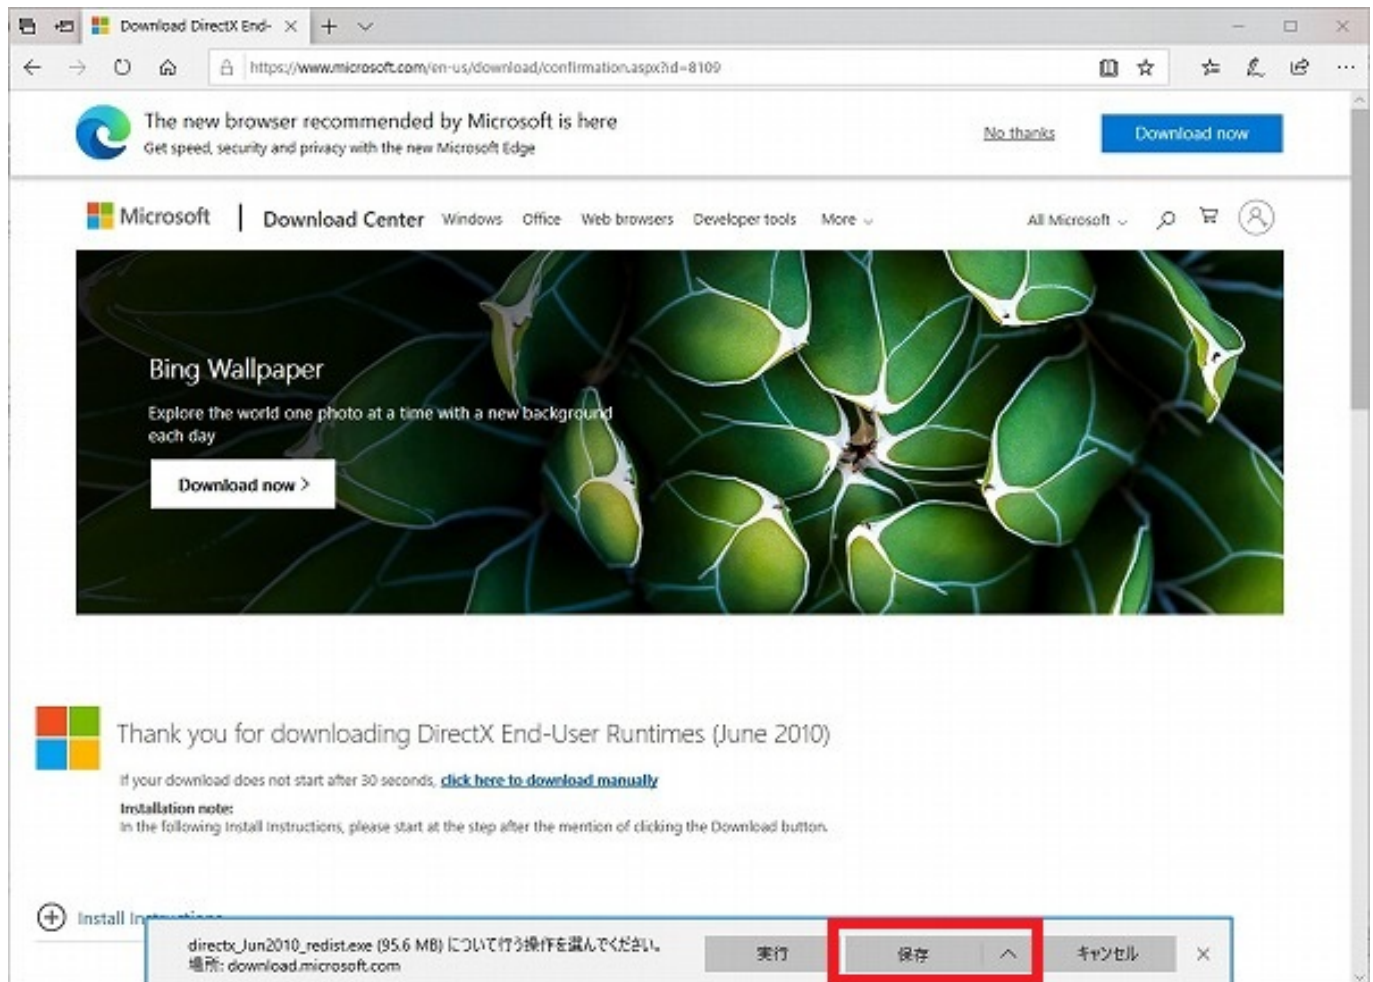 Download DirectX End-
https://www.microsoft.com/en-us/download/confirmation.aspx?id=8109
The new browser recommended by Microsoft is here
Get speed, security and privacy with the new Microsoft Edge
No thanks
Download now
Microsoft
Download Center
Windows
Office
Web browsers
Developer tools
More
All Microsoft
Bing Wallpaper
Explore the world one photo at a time with a new background
each day
Download now >
Thank you for downloading DirectX End-User Runtimes (June 2010)
If your download does not start after 30 seconds, click here to download manually
Installation note:
In the following Install Instructions, please start at the step after the mention of clicking the Download button.
Install Instructions
directx_Jun2010_redist.exe (95.6 MB) について行う操作を選んでください。
場所: download.microsoft.com
実行
保存
キャンセル